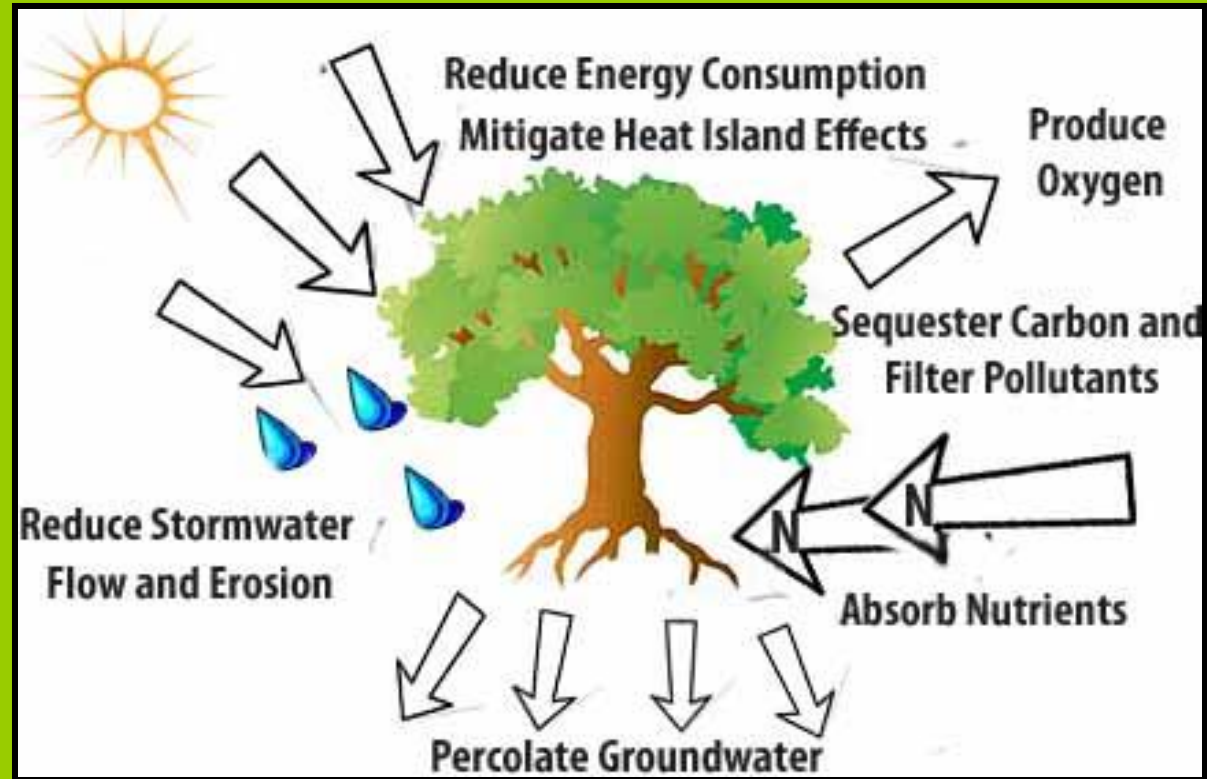 Reduce Energy Consumption
Mitigate Heat Island Effects
Produce
Oxygen
Sequester Carbon and
Filter Pollutants
N
N
Reduce Stormwater
Flow and Erosion
Absorb Nutrients
Percolate Groundwater